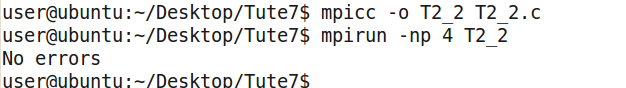 user@ubuntu:~/Desktop/Tute7$ mpicc -o T2_2 T2_2.c
user@ubuntu:~/Desktop/Tute7$ mpirun -np 4 T2_2
No errors
user@ubuntu:~/Desktop/Tute7$